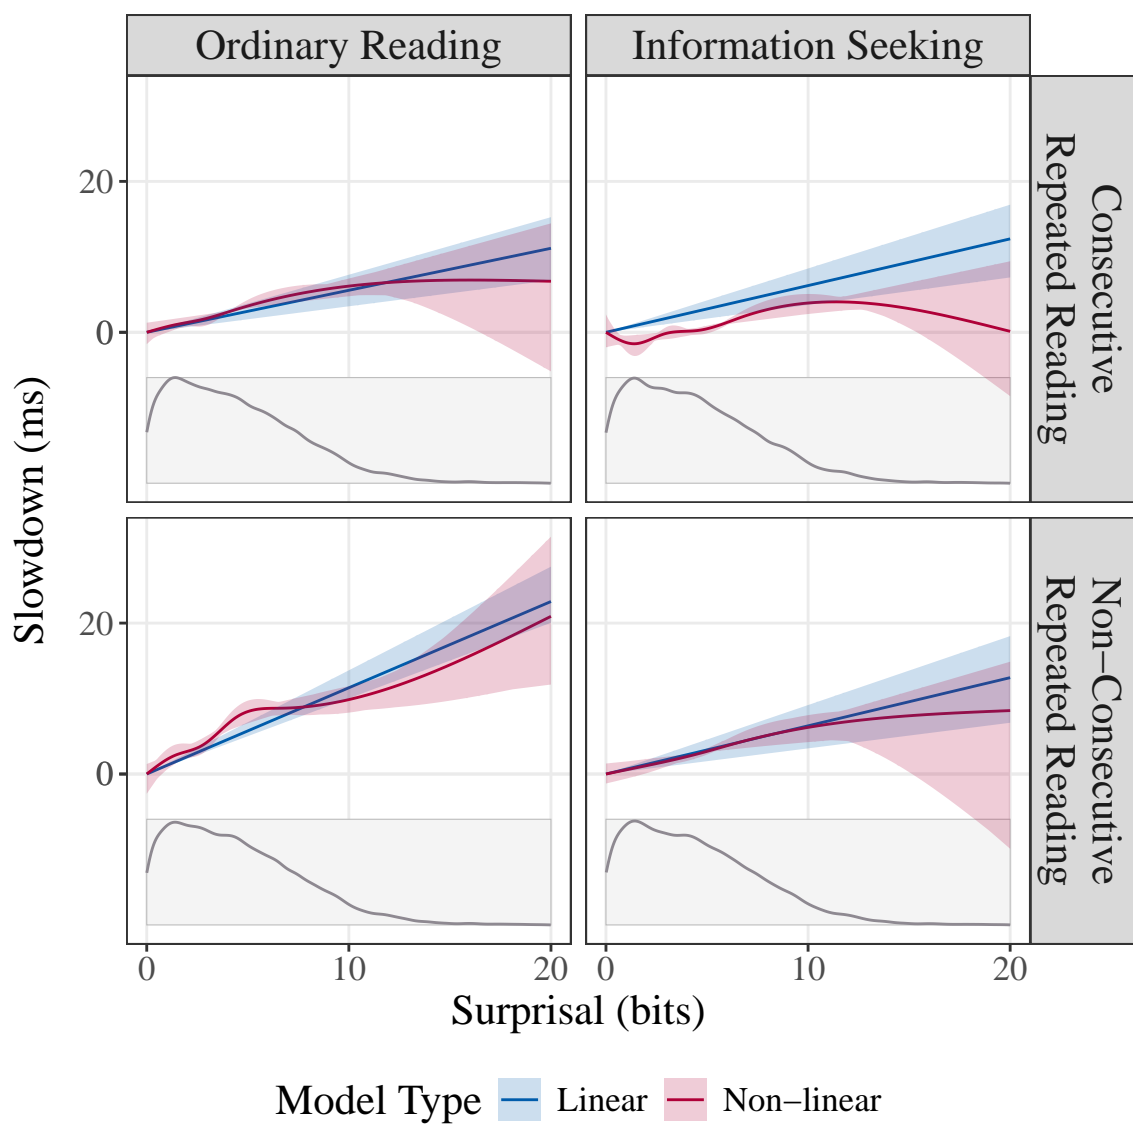 Ordinary Reading
Information Seeking
Consecutive
Repeated Reading
Non−Consecutive
Repeated Reading
Slowdown (ms)
20
0
20
0
0
10
20
0
10
20
Surprisal (bits)
Model Type
Linear
Non−linear